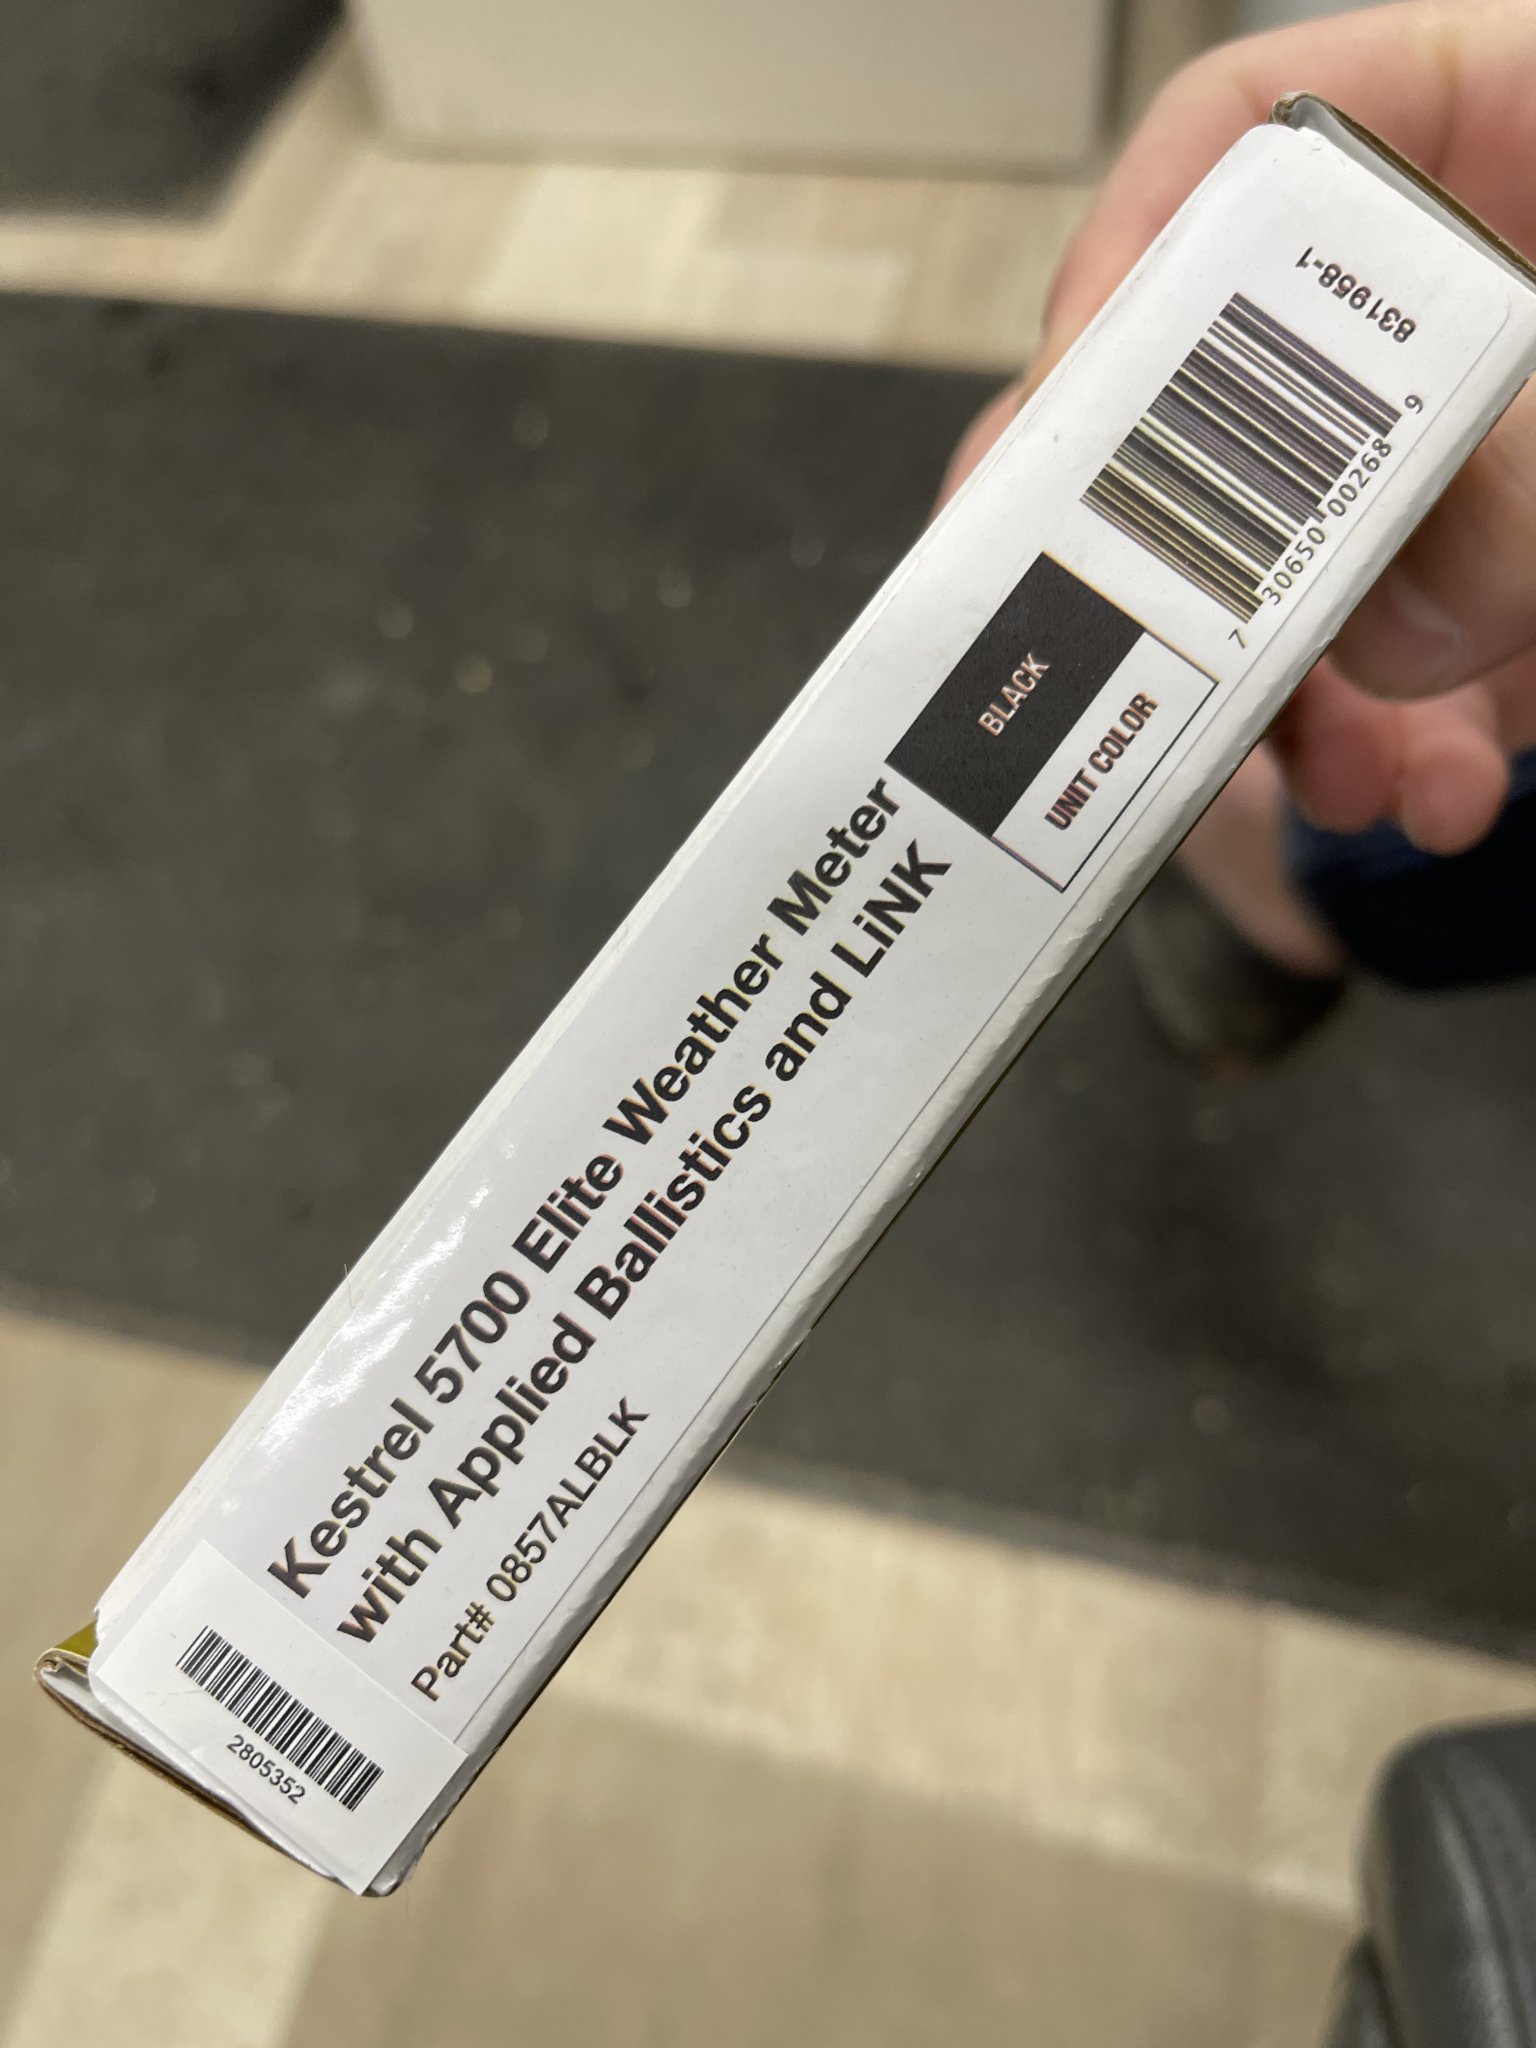 Kestrel 5700 Elite Weather Meter
with Applied Ballistics and LiNK
Part# 0857ALBLK
2805352
BLACK
UNIT COLOR
7 30650 00268 9
831958-1